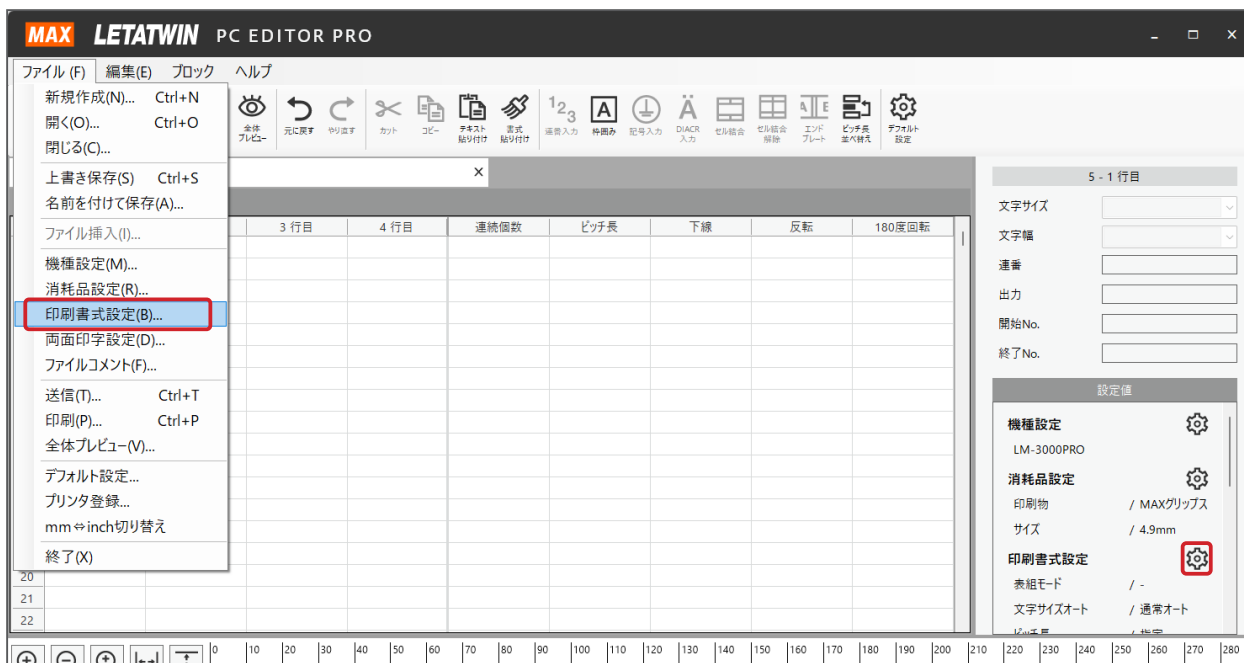 MAX LETATWIN PC EDITOR PRO
ファイル (F) 編集(E) ブロック ヘルプ
新規作成(N)... Ctrl+N
開く(O)... Ctrl+O
閉じる(C)...
上書き保存(S) Ctrl+S
名前を付けて保存(A)...
ファイル挿入(I)...
機種設定(M)...
消耗品設定(R)...
印刷書式設定(B)...
両面印字設定(D)...
ファイルコメント(F)...
送信(T)... Ctrl+T
印刷(P)... Ctrl+P
全体プレビュー(V)...
デフォルト設定...
プリンタ登録...
mm⇔inch切り替え
終了(X)
全体プレビュー 元に戻す やり直す カット コピー テキスト貼り付け 書式貼り付け 連番入力 枠囲み 記号入力 DIACR入力 セル結合 セル結合解除 エンドプレート ピッチ長並べ替え デフォルト設定
3 行目 4 行目 連続個数 ピッチ長 下線 反転 180度回転
20
21
22
5 - 1 行目
文字サイズ
文字幅
連番
出力
開始No.
終了No.
設定値
機種設定
LM-3000PRO
消耗品設定
印刷物 / MAXグリップス
サイズ / 4.9mm
印刷書式設定
表組モード / -
文字サイズオート / 通常オート
ピッチ長 / 指定
0 10 20 30 40 50 60 70 80 90 100 110 120 130 140 150 160 170 180 190 200 210 220 230 240 250 260 270 280